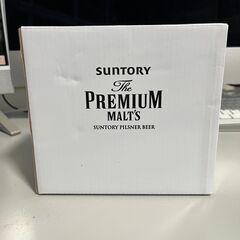 SUNTORY
The
PREMIUM
MALT'S
SUNTORY PILSNER BEER